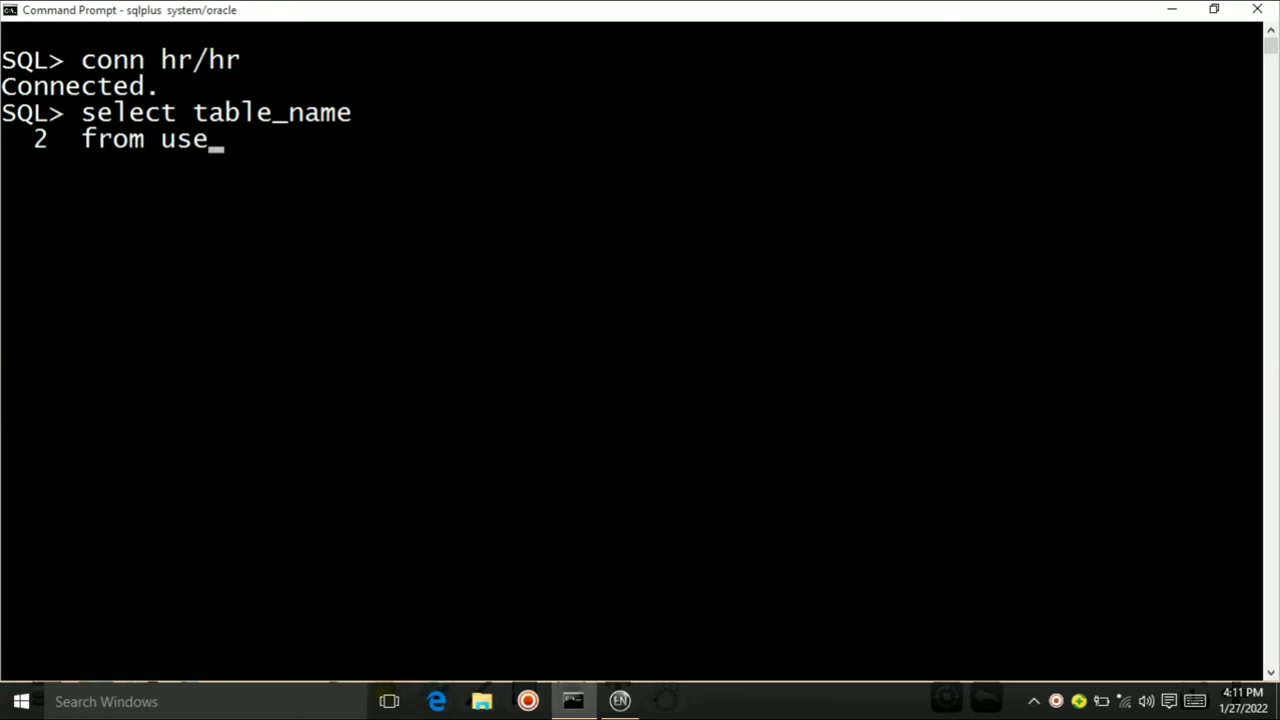 Command Prompt - sqlplus system/oracle
SQL> conn hr/hr
Connected.
SQL> select table_name
2 from use_
Search Windows
EN
4:11 PM
1/27/2022